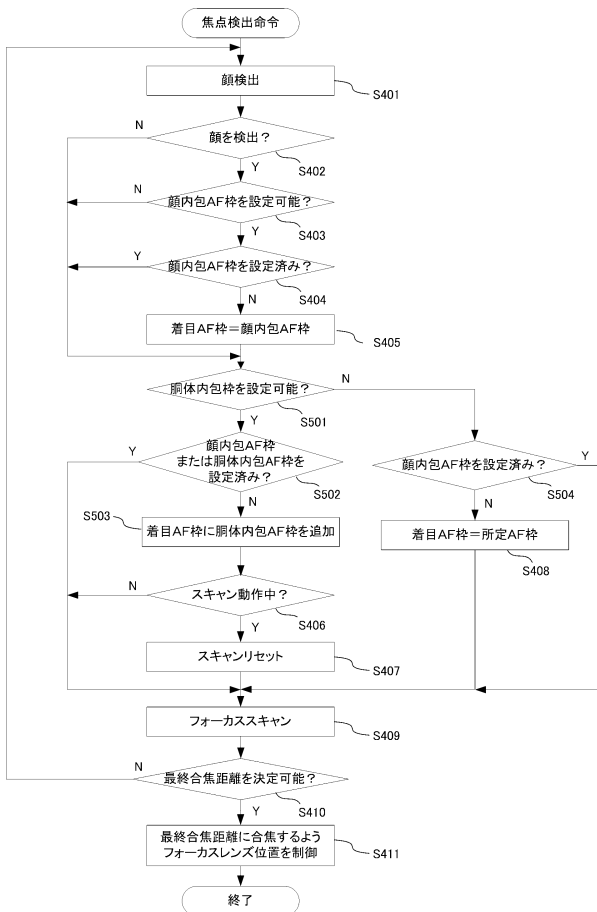 焦点検出命令
顔検出
S401
N
顔を検出？
Y
S402
N
顔内包AF枠を設定可能？
Y
S403
Y
顔内包AF枠を設定済み？
N
S404
着目AF枠＝顔内包AF枠
S405
胴体内包枠を設定可能？
N
Y
S501
Y
顔内包AF枠
または胴体内包AF枠を
設定済み？
N
S502
顔内包AF枠を設定済み？
Y
N
S504
S503
着目AF枠に胴体内包AF枠を追加
着目AF枠＝所定AF枠
S408
N
スキャン動作中？
Y
S406
スキャンリセット
S407
フォーカススキャン
S409
N
最終合焦距離を決定可能？
Y
S410
最終合焦距離に合焦するよう
フォーカスレンズ位置を制御
S411
終了